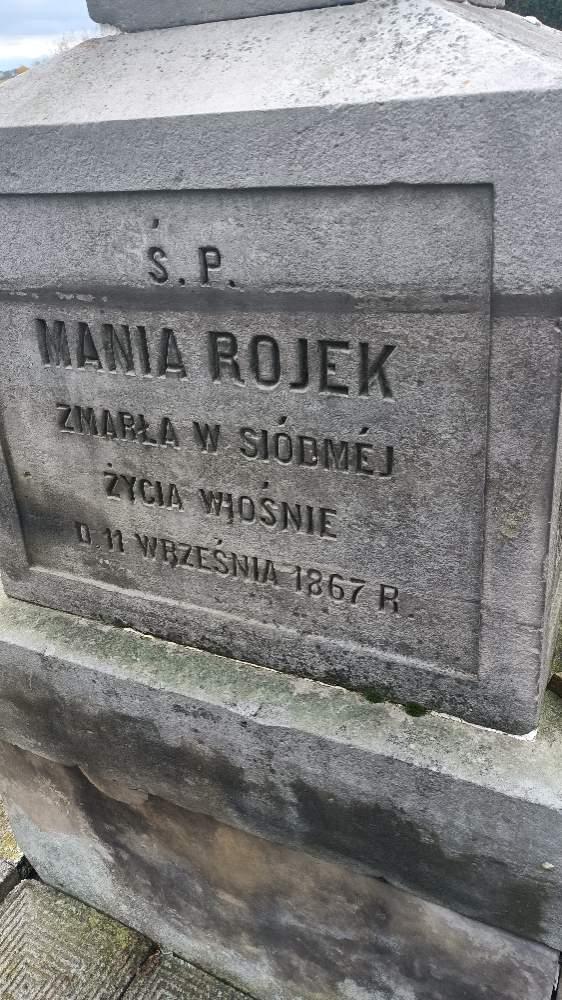 Ś.P.
MANIA ROJEK
ZMARŁA W SIÓDMÉJ
ŻYCIA WIOŚNIE
D. 11 WRZEŚNIA 1867 R.